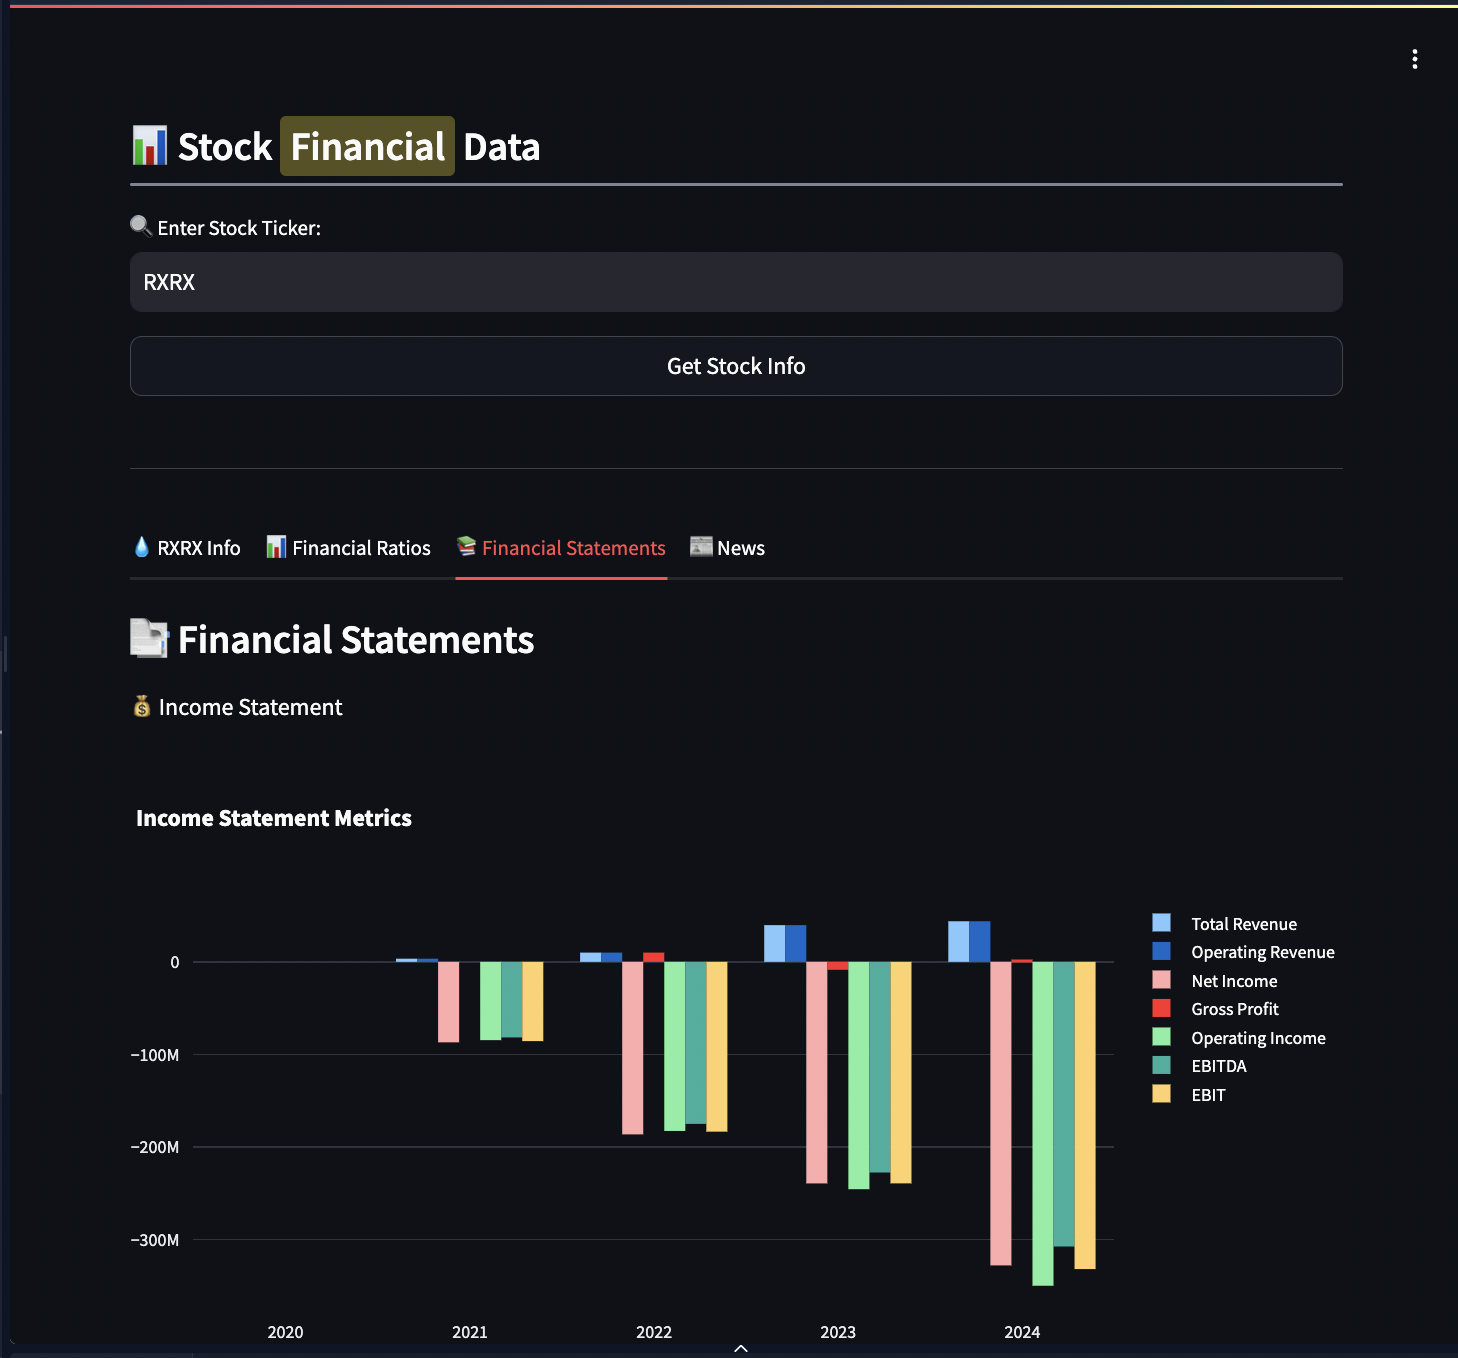 Stock Financial Data
Enter Stock Ticker:
RXRX
Get Stock Info
RXRX Info Financial Ratios Financial Statements News
Financial Statements
Income Statement
Income Statement Metrics
Total Revenue
Operating Revenue
Net Income
Gross Profit
Operating Income
EBITDA
EBIT
0
−100M
−200M
−300M
2020 2021 2022 2023 2024